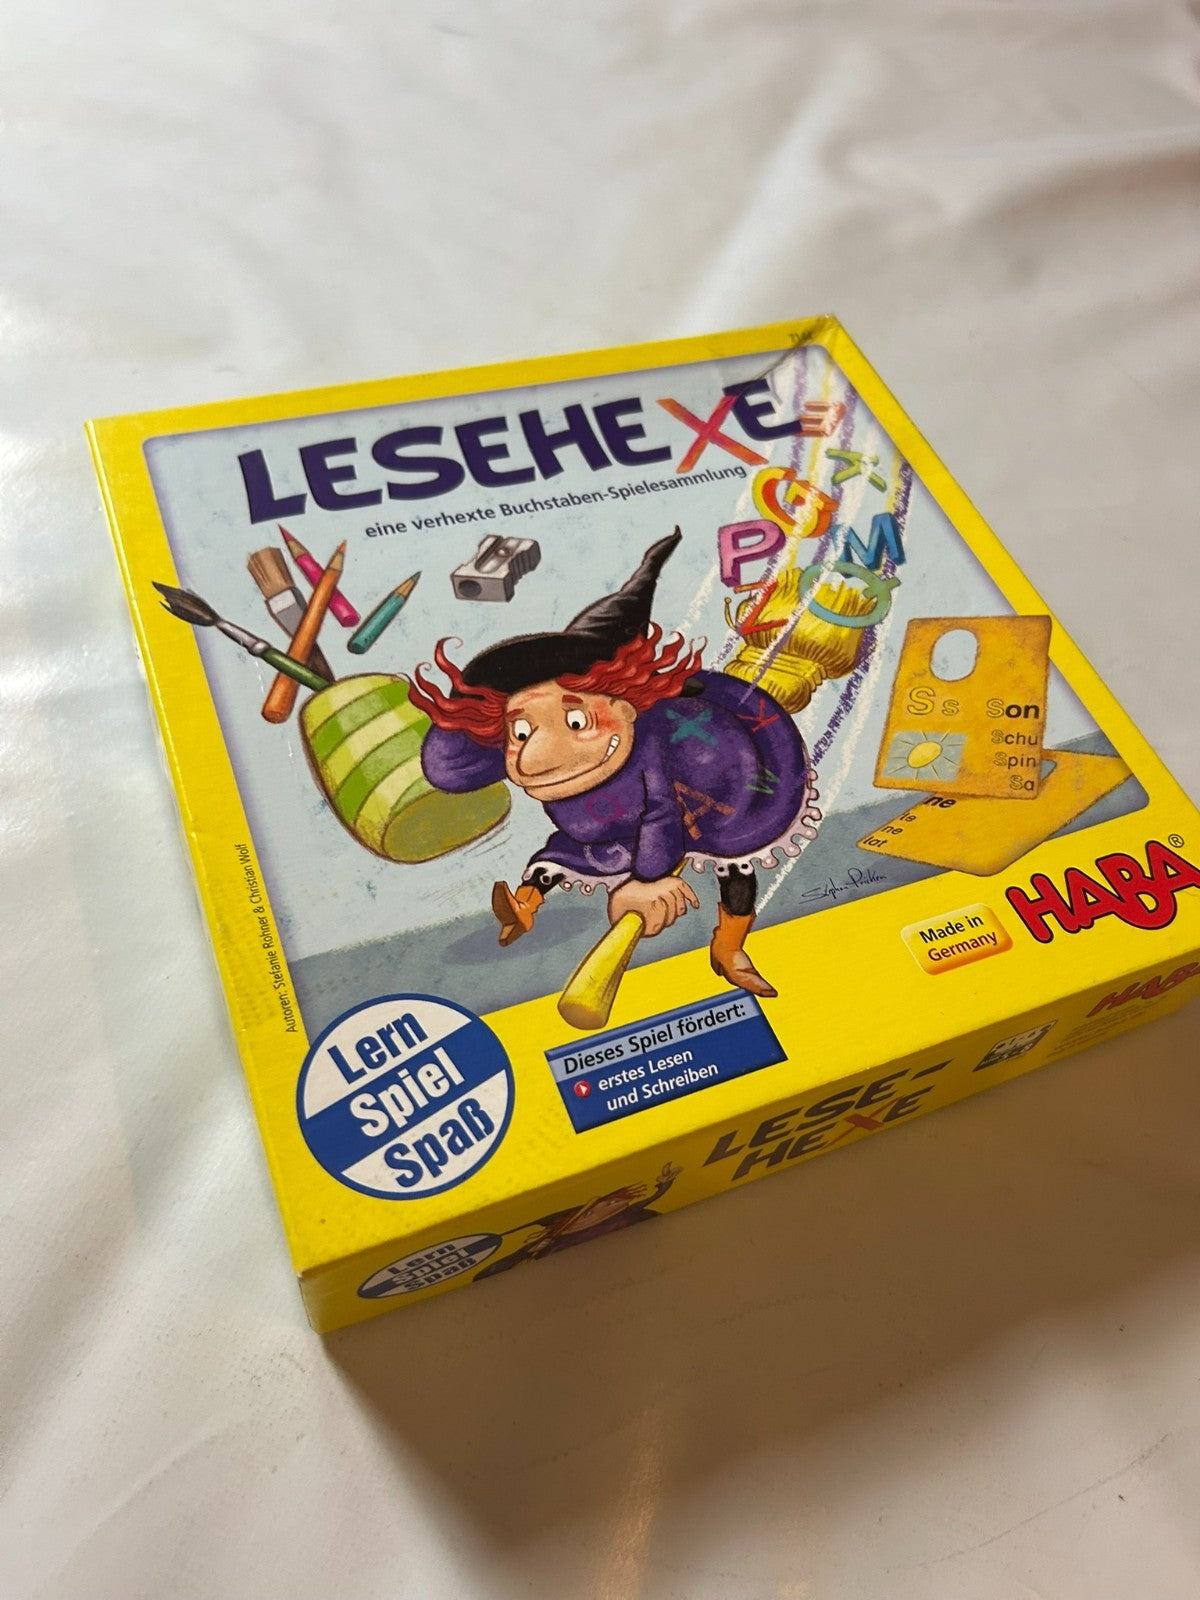 LESEHEXE
eine verhexte Buchstaben-Spielesammlung
E
X
G
P
M
Q
S s Son
Schu
Spin
Sa
ne
te
ne
lat
Autoren: Stefanie Rohner & Christian Wolf
HABA®
Made in
Germany
Lern
Spiel
Spaß
Dieses Spiel fördert:
erstes Lesen
und Schreiben
LESE-
HEXE
HABA
Lern
Spiel
Spaß